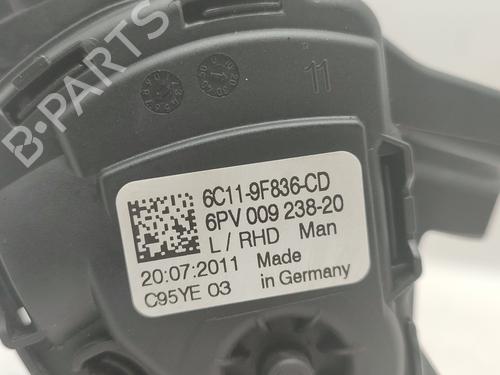 B-PARTS
11
6C11-9F836-CD
6PV 009 238-20
L / RHD Man
20:07:2011 Made
C95YE 03 in Germany